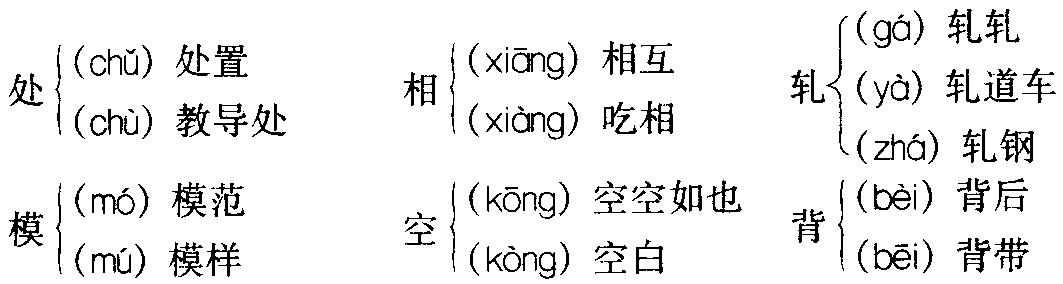 处 (chǔ) 处置
(chù) 教导处
相 (xiāng) 相互
(xiàng) 吃相
轧 (gá) 轧轧
(yà) 轧道车
(zhá) 轧钢
模 (mó) 模范
(mú) 模样
空 (kōng) 空空如也
(kòng) 空白
背 (bèi) 背后
(bēi) 背带